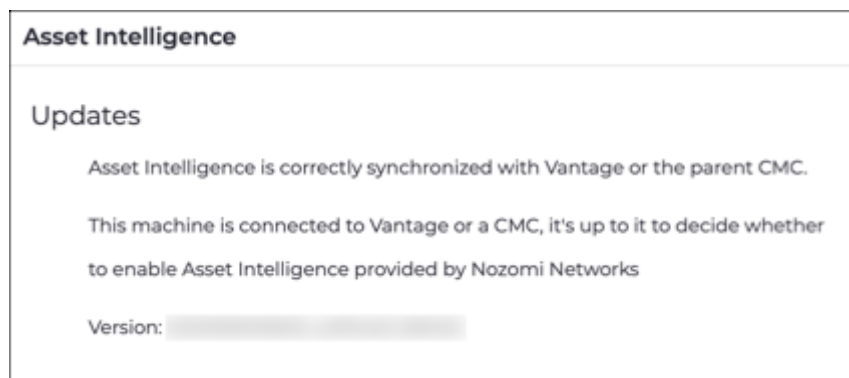 Asset Intelligence
Updates
Asset Intelligence is correctly synchronized with Vantage or the parent CMC.
This machine is connected to Vantage or a CMC, it's up to it to decide whether
to enable Asset Intelligence provided by Nozomi Networks
Version: